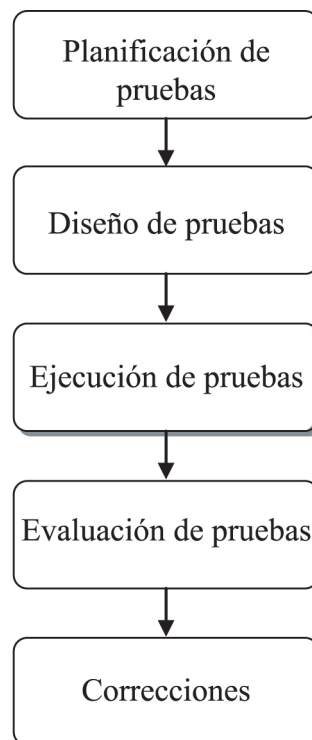 Planificación de
pruebas
Diseño de pruebas
Ejecución de pruebas
Evaluación de pruebas
Correcciones